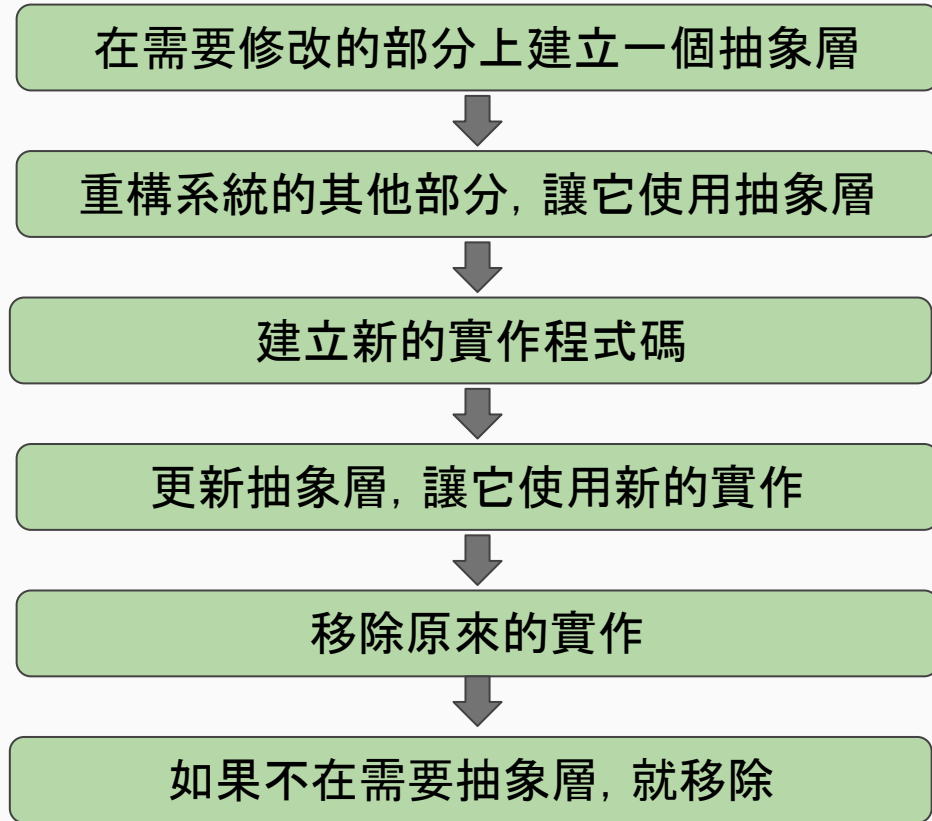 在需要修改的部分上建立一個抽象層
重構系統的其他部分, 讓它使用抽象層
建立新的實作程式碼
更新抽象層, 讓它使用新的實作
移除原來的實作
如果不在需要抽象層, 就移除